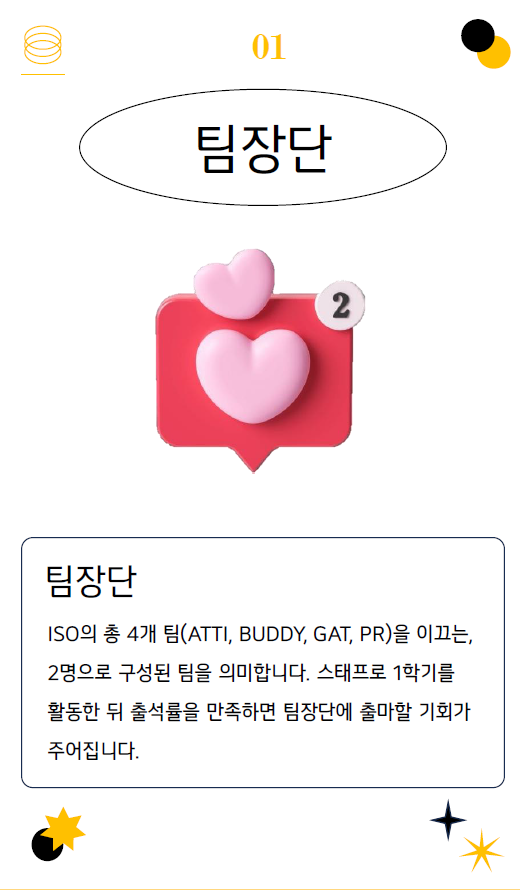 01
팀장단
2
팀장단
ISO의 총 4개 팀(ATTI, BUDDY, GAT, PR)을 이끄는,
2명으로 구성된 팀을 의미합니다. 스태프로 1학기를
활동한 뒤 출석률을 만족하면 팀장단에 출마할 기회가
주어집니다.